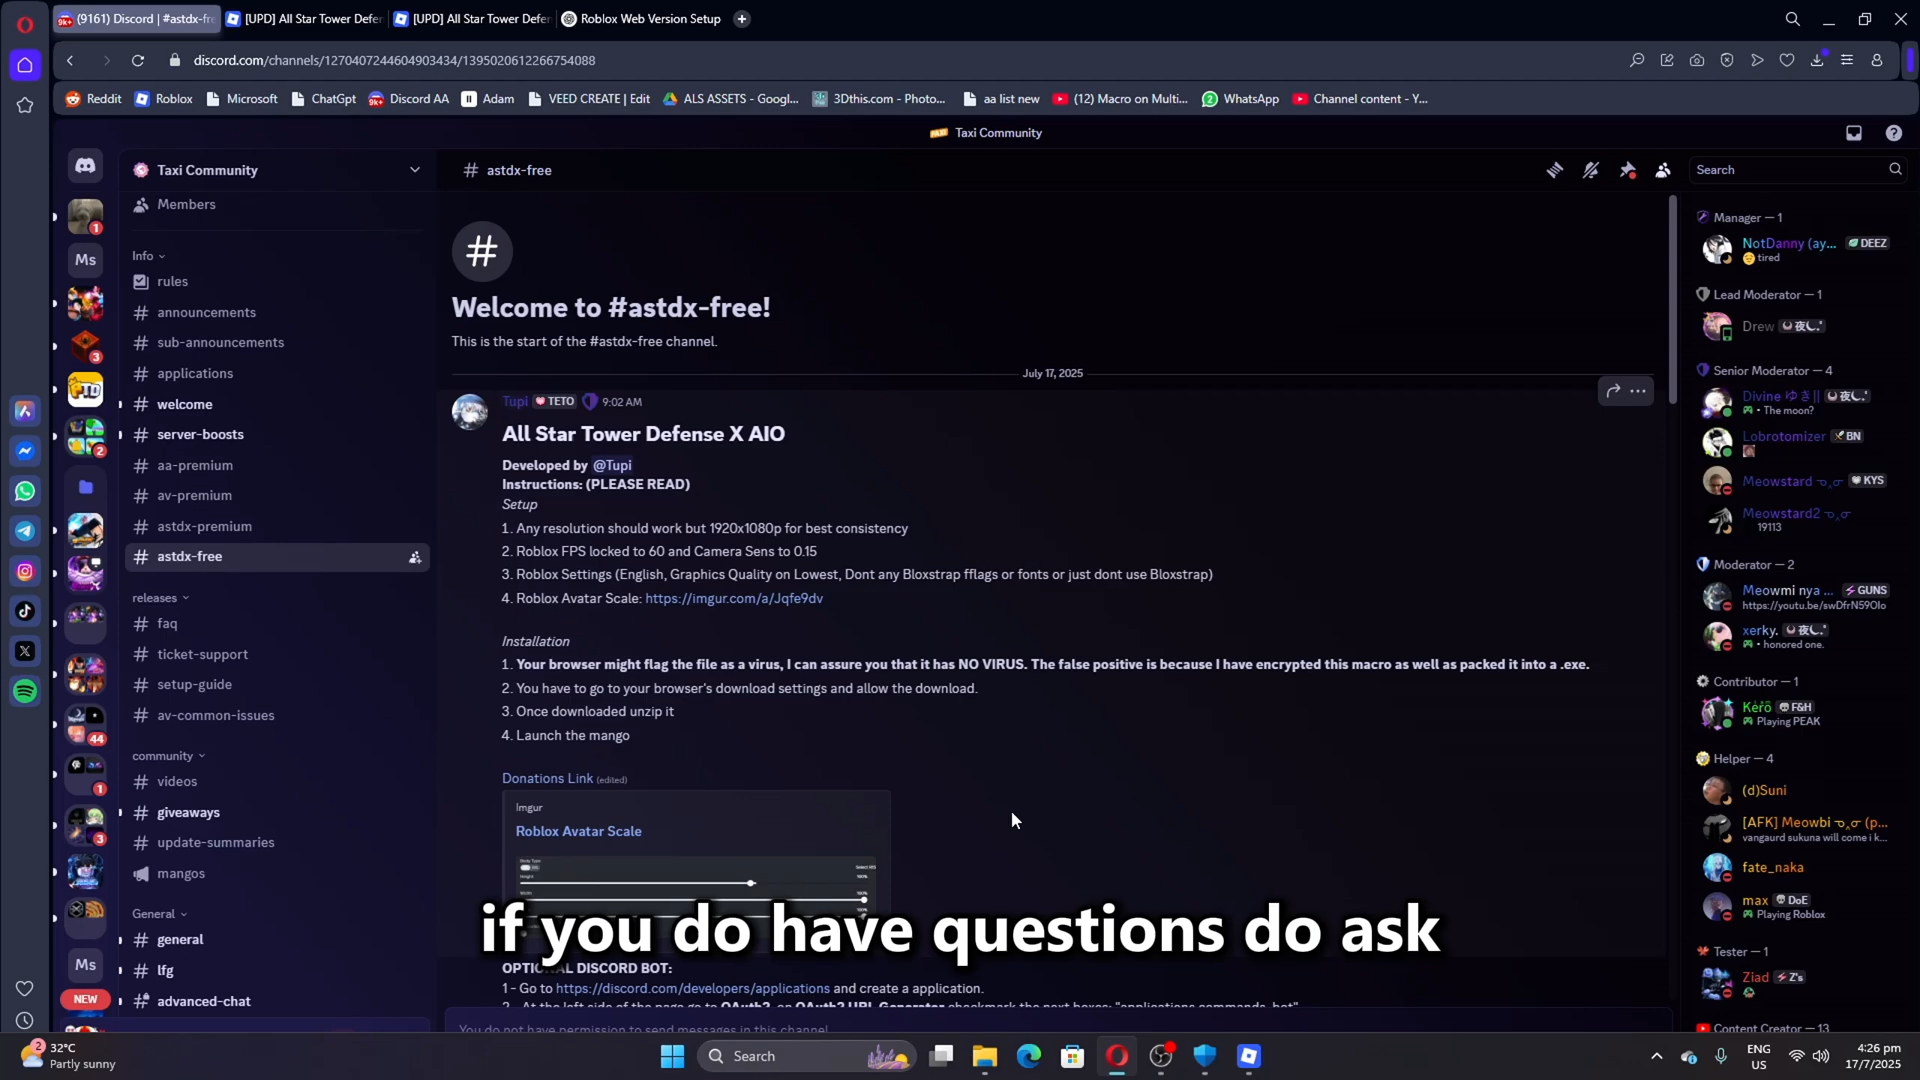 (9161) Discord | #astdx-fre
[UPD] All Star Tower Defen
[UPD] All Star Tower Defen
Roblox Web Version Setup
discord.com/channels/1270407244604903434/1395020612266754088
Reddit
Roblox
Microsoft
ChatGpt
Discord AA
Adam
VEED CREATE | Edit
ALS ASSETS - Googl...
3Dthis.com - Photo...
aa list new
(12) Macro on Multi...
WhatsApp
Channel content - Y...
Taxi Community
Taxi Community
# astdx-free
Search
Members
Info
rules
announcements
sub-announcements
applications
welcome
server-boosts
aa-premium
av-premium
astdx-premium
astdx-free
releases
faq
ticket-support
setup-guide
av-common-issues
community
videos
giveaways
update-summaries
mangos
General
general
lfg
advanced-chat
Ms
Ms
NEW
Welcome to #astdx-free!
This is the start of the #astdx-free channel.
July 17, 2025
Tupi TETO 9:02 AM
All Star Tower Defense X AIO
Developed by @Tupi
Instructions: (PLEASE READ)
Setup
1. Any resolution should work but 1920x1080p for best consistency
2. Roblox FPS locked to 60 and Camera Sens to 0.15
3. Roblox Settings (English, Graphics Quality on Lowest, Dont any Bloxstrap fflags or fonts or just dont use Bloxstrap)
4. Roblox Avatar Scale: https://imgur.com/a/Jqfe9dv
Installation
1. Your browser might flag the file as a virus, I can assure you that it has NO VIRUS. The false positive is because I have encrypted this macro as well as packed it into a .exe.
2. You have to go to your browser's download settings and allow the download.
3. Once downloaded unzip it
4. Launch the mango
Donations Link (edited)
Imgur
Roblox Avatar Scale
if you do have questions do ask
OPTIONAL DISCORD BOT:
1 - Go to https://discord.com/developers/applications and create a application.
You do not have permission to send messages in this channel.
Manager — 1
NotDanny (ay... DEEZ
tired
Lead Moderator — 1
Drew
Senior Moderator — 4
Divine ゆき||
• The moon?
Lobrotomizer BN
Meowstard KYS
Meowstard2
19113
Moderator — 2
Meowmi nya ... GUNS
https://youtu.be/swDfrN59OIo
xerky.
• honored one.
Contributor — 1
F&H
Playing PEAK
Helper — 4
(d)Suni
[AFK] Meowbi
vangaurd sukuna will come i k...
fate_naka
max DoE
Playing Roblox
Tester — 1
Ziad Z's
Content Creator — 13
32°C
Partly sunny
Search
ENG
US
4:26 pm
17/7/2025